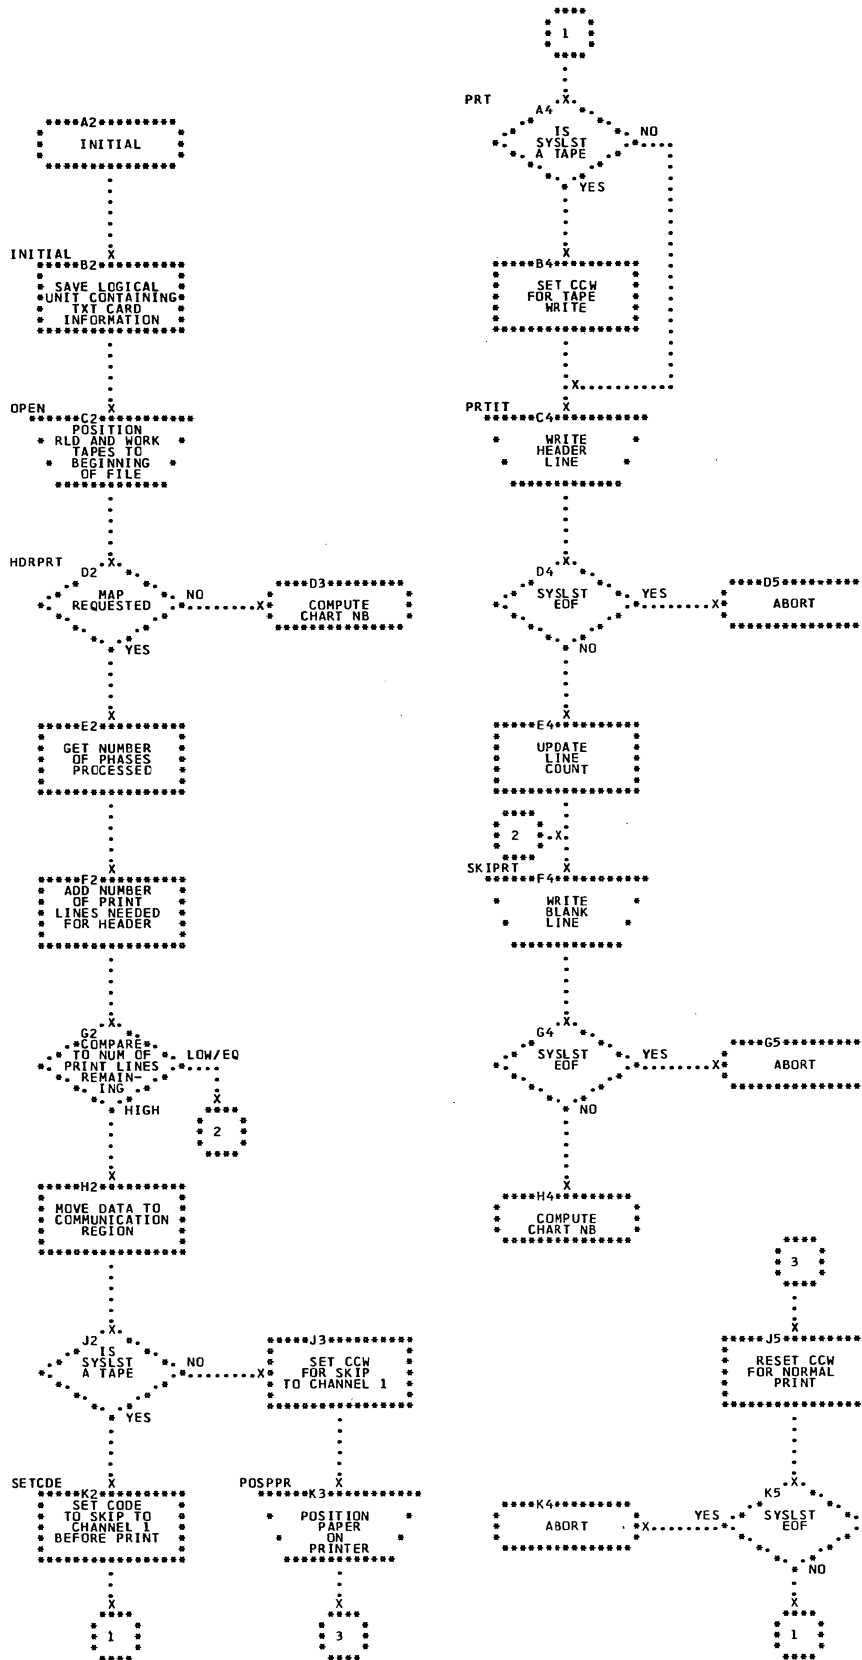 A2
INITIAL
INITIAL
B2
SAVE LOGICAL
UNIT CONTAINING
TXT CARD
INFORMATION
OPEN
C2
POSITION
RLD AND WORK
TAPES TO
BEGINNING
OF FILE
HDRPRT
D2
MAP
REQUESTED
NO
YES
D3
COMPUTE
CHART NB
E2
GET NUMBER
OF PHASES
PROCESSED
F2
ADD NUMBER
OF PRINT
LINES NEEDED
FOR HEADER
G2
COMPARE
TO NUM OF
PRINT LINES
REMAIN-
ING
LOW/EQ
HIGH
2
H2
MOVE DATA TO
COMMUNICATION
REGION
J2
IS
SYSLST
A TAPE
NO
YES
J3
SET CCW
FOR SKIP
TO CHANNEL 1
SETCDE
K2
SET CODE
TO SKIP TO
CHANNEL 1
BEFORE PRINT
POSPPR
K3
POSITION
PAPER
ON
PRINTER
1
3
1
PRT
A4
IS
SYSLST
A TAPE
NO
YES
B4
SET CCW
FOR TAPE
WRITE
PRTIT
C4
WRITE
HEADER
LINE
D4
SYSLST
EOF
YES
NO
D5
ABORT
E4
UPDATE
LINE
COUNT
2
SKIPRT
F4
WRITE
BLANK
LINE
G4
SYSLST
EOF
YES
NO
G5
ABORT
H4
COMPUTE
CHART NB
3
J5
RESET CCW
FOR NORMAL
PRINT
K5
SYSLST
EOF
YES
NO
K4
ABORT
1